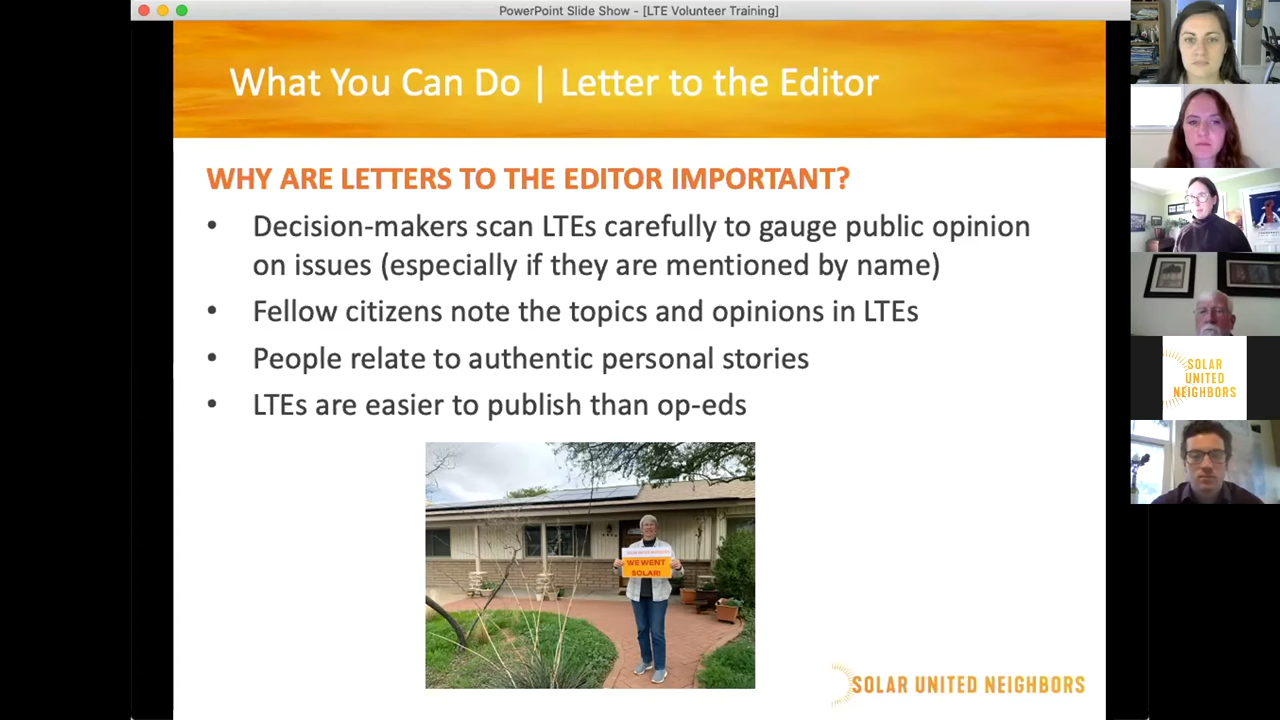 PowerPoint Slide Show - [LTE Volunteer Training]
What You Can Do | Letter to the Editor
WHY ARE LETTERS TO THE EDITOR IMPORTANT?
• Decision-makers scan LTEs carefully to gauge public opinion
on issues (especially if they are mentioned by name)
• Fellow citizens note the topics and opinions in LTEs
• People relate to authentic personal stories
• LTEs are easier to publish than op-eds
WE WENT
SOLAR!
SOLAR UNITED NEIGHBORS
SOLAR
UNITED
NEIGHBORS